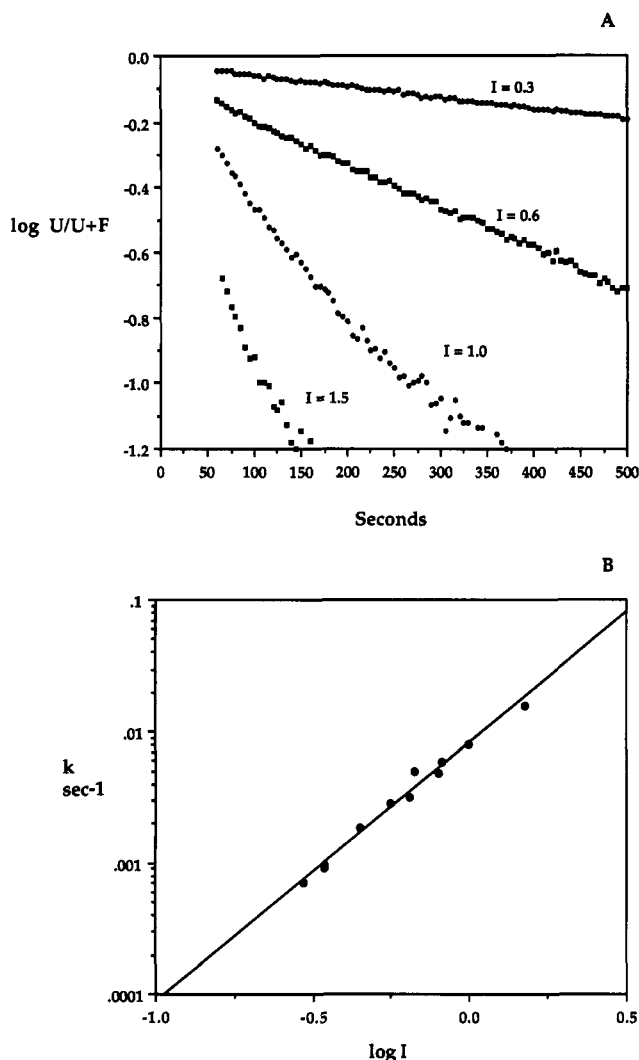 A
0.0
-0.2
-0.4
-0.6
-0.8
-1.0
-1.2
log U/U+F
I = 0.3
I = 0.6
I = 1.0
I = 1.5
0 50 100 150 200 250 300 350 400 450 500
Seconds
B
.1
.01
.001
.0001
k
sec-1
-1.0 -0.5 0.0 0.5
log I